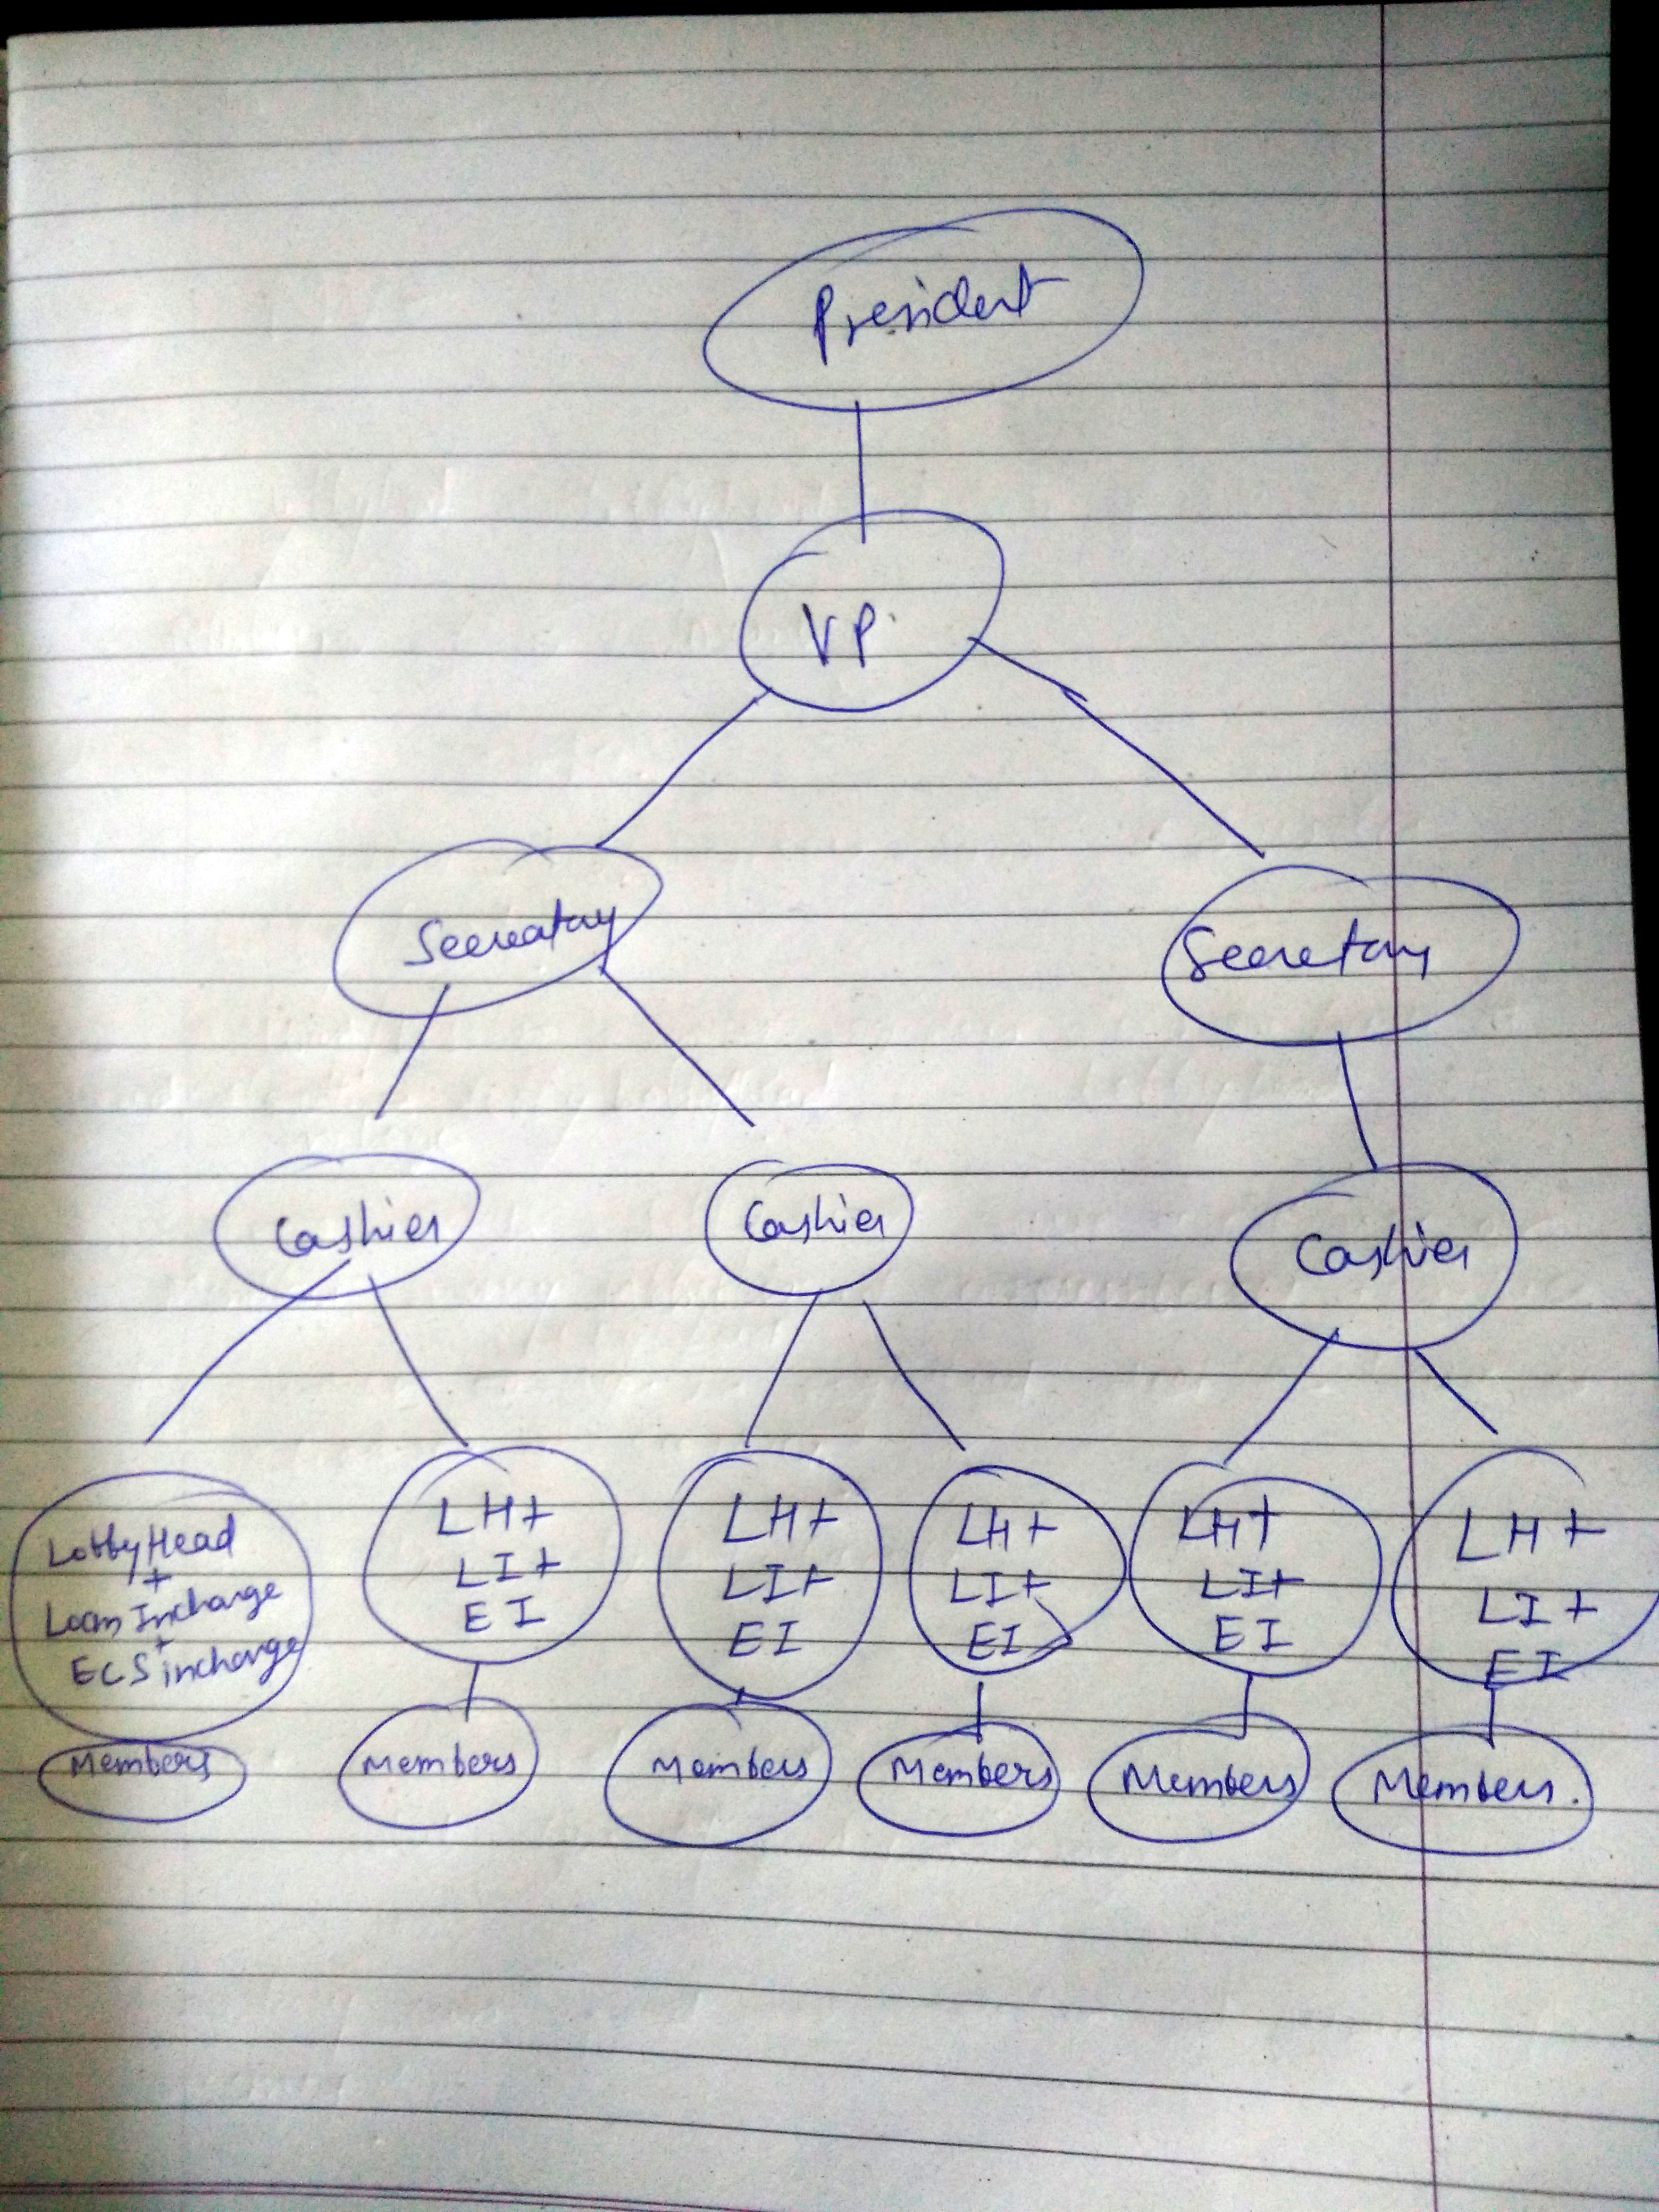 President
VP.
Secreatary
Secretary
Cashier
Cashier
Cashier
Lobby Head
+
Loan Incharge
+
ECS incharge
LH+
LI+
EI
LH+
LI+
EI
LH+
LI+
EI
LH+
LI+
EI
LH+
LI+
EI
Members
Members
Members
Members
Members
Members.